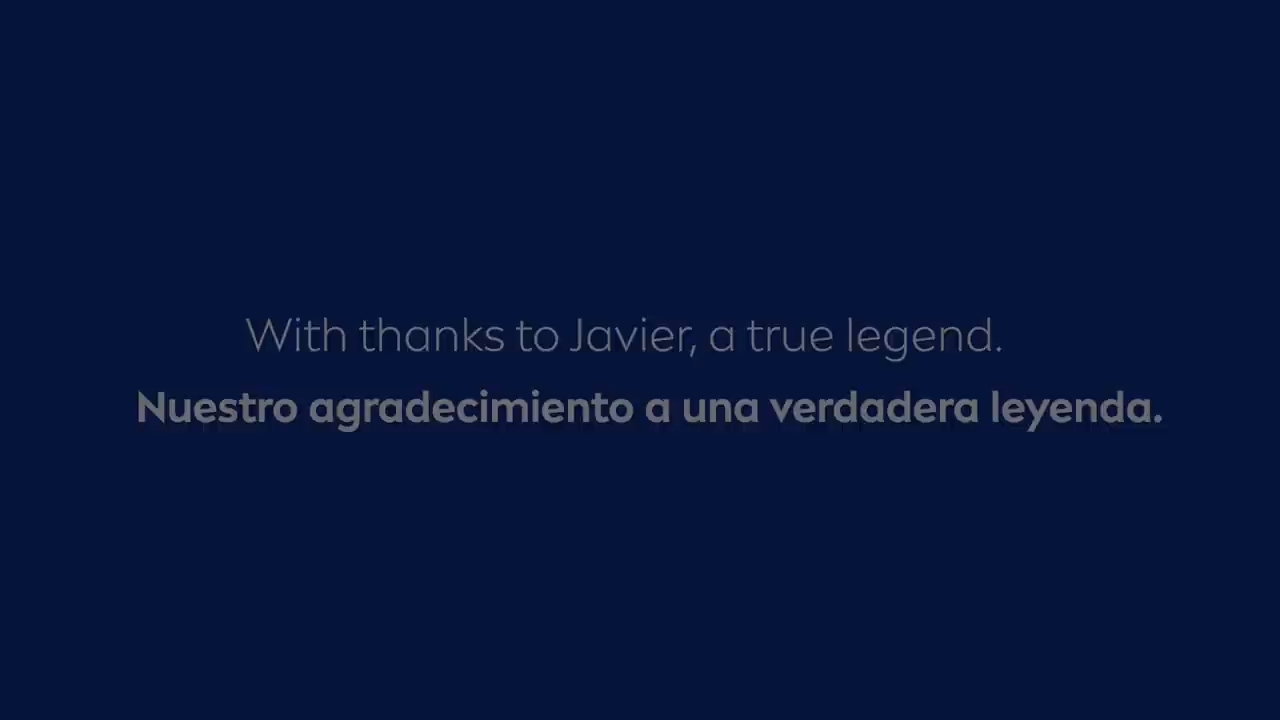 With thanks to Javier, a true legend.
Nuestro agradecimiento a una verdadera leyenda.